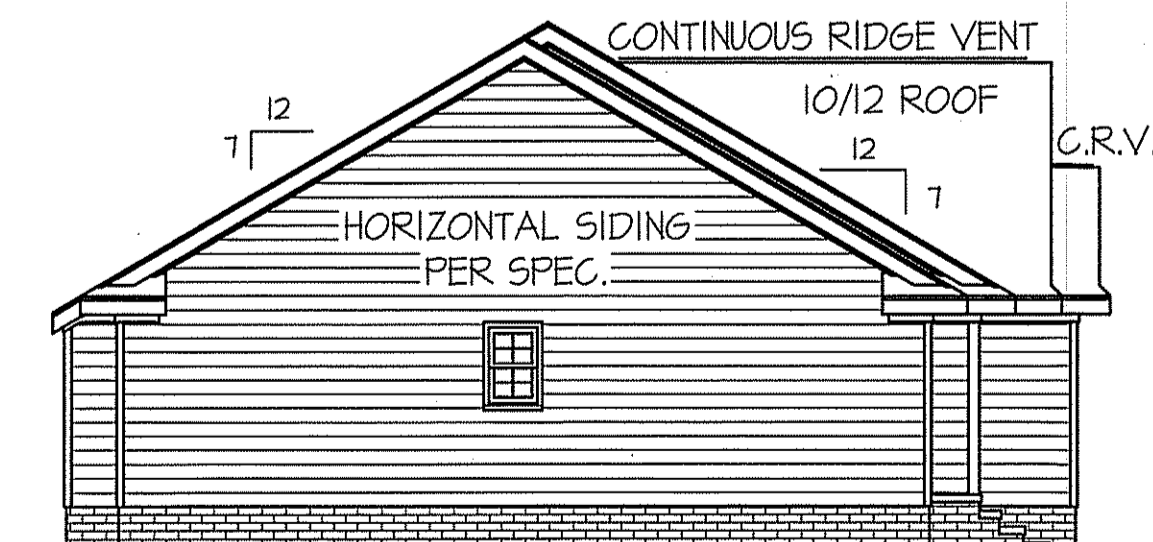 CONTINUOUS RIDGE VENT
10/12 ROOF
12
7
12
7
C.R.V.
HORIZONTAL SIDING
PER SPEC.